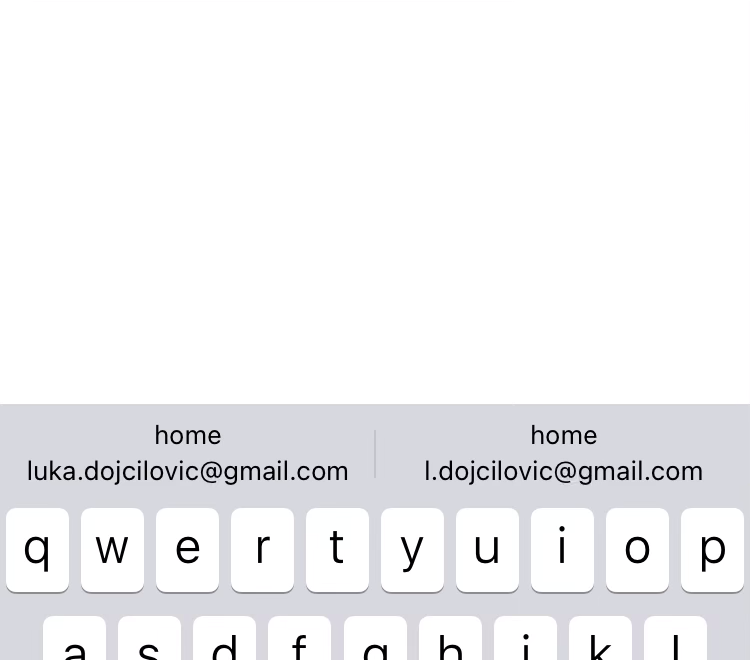 home
luka.dojcilovic@gmail.com
home
l.dojcilovic@gmail.com
q w e r t y u i o p
a s d f g h j k l